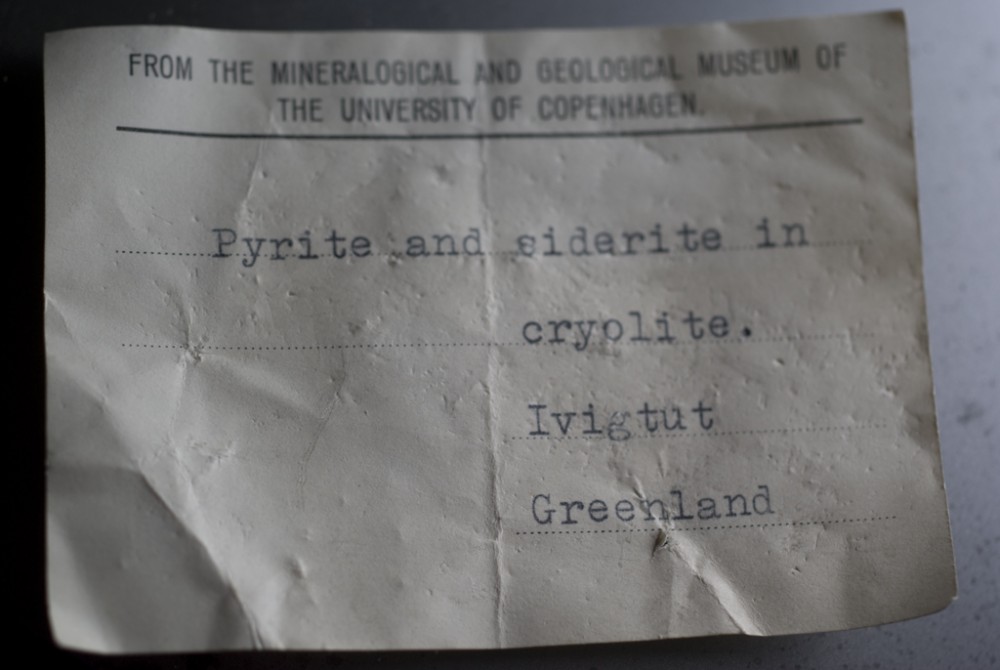 FROM THE MINERALOGICAL AND GEOLOGICAL MUSEUM OF
THE UNIVERSITY OF COPENHAGEN.
Pyrite and siderite in
cryolite.
Ivigtut
Greenland